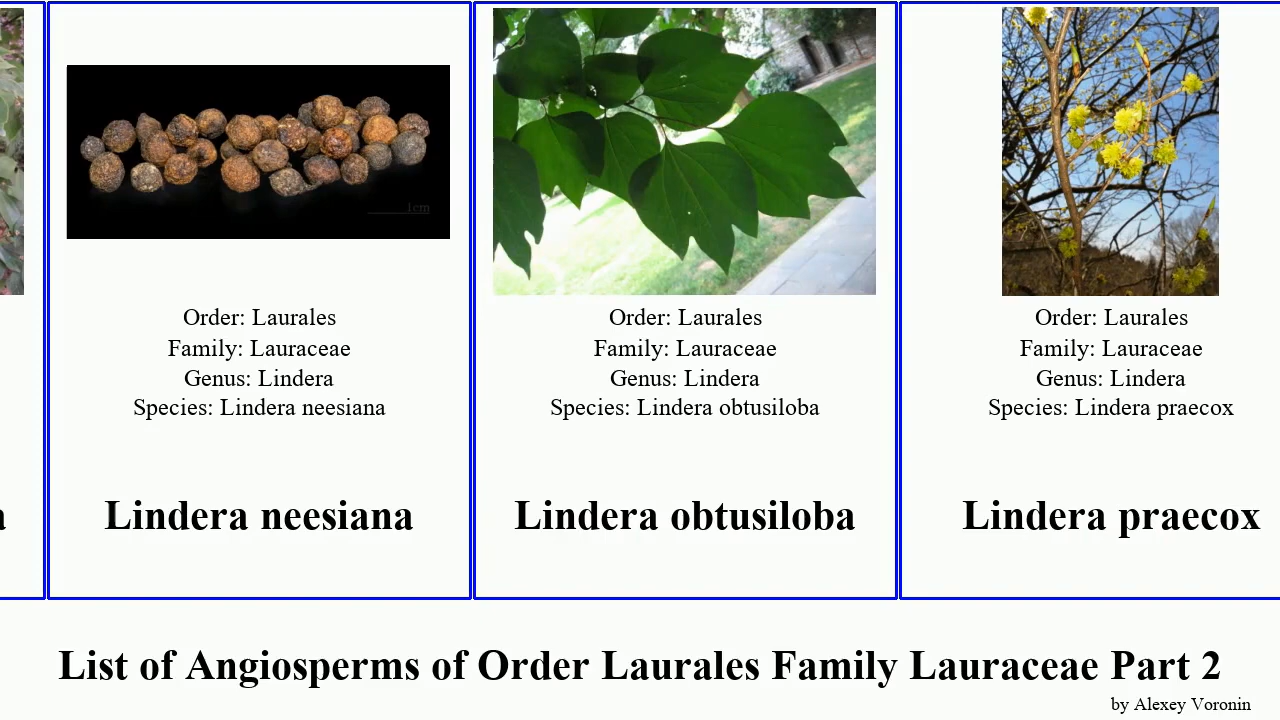 1cm
Order: Laurales
Family: Lauraceae
Genus: Lindera
Species: Lindera neesiana
Lindera neesiana
Order: Laurales
Family: Lauraceae
Genus: Lindera
Species: Lindera obtusiloba
Lindera obtusiloba
Order: Laurales
Family: Lauraceae
Genus: Lindera
Species: Lindera praecox
Lindera praecox
a
List of Angiosperms of Order Laurales Family Lauraceae Part 2
by Alexey Voronin